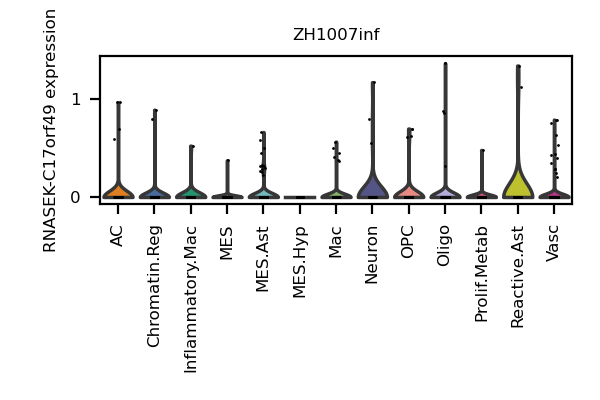 ZH1007inf
RNASEK-C17orf49 expression
1
0
AC
Chromatin.Reg
Inflammatory.Mac
MES
MES.Ast
MES.Hyp
Mac
Neuron
OPC
Oligo
Prolif.Metab
Reactive.Ast
Vasc